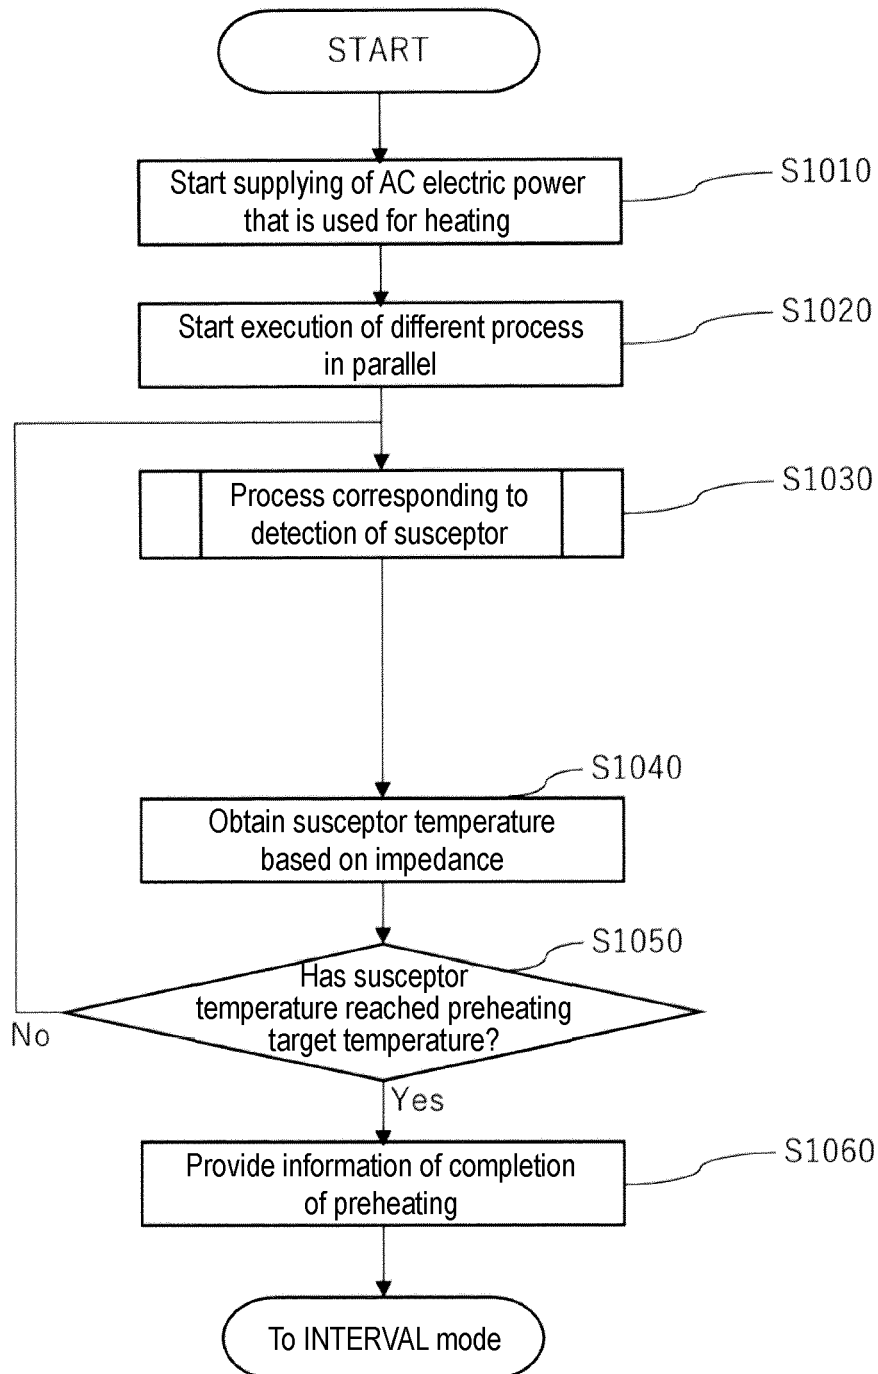 START
Start supplying of AC electric power
that is used for heating
S1010
Start execution of different process
in parallel
S1020
Process corresponding to
detection of susceptor
S1030
S1040
Obtain susceptor temperature
based on impedance
S1050
Has susceptor
temperature reached preheating
target temperature?
No
Yes
Provide information of completion
of preheating
S1060
To INTERVAL mode